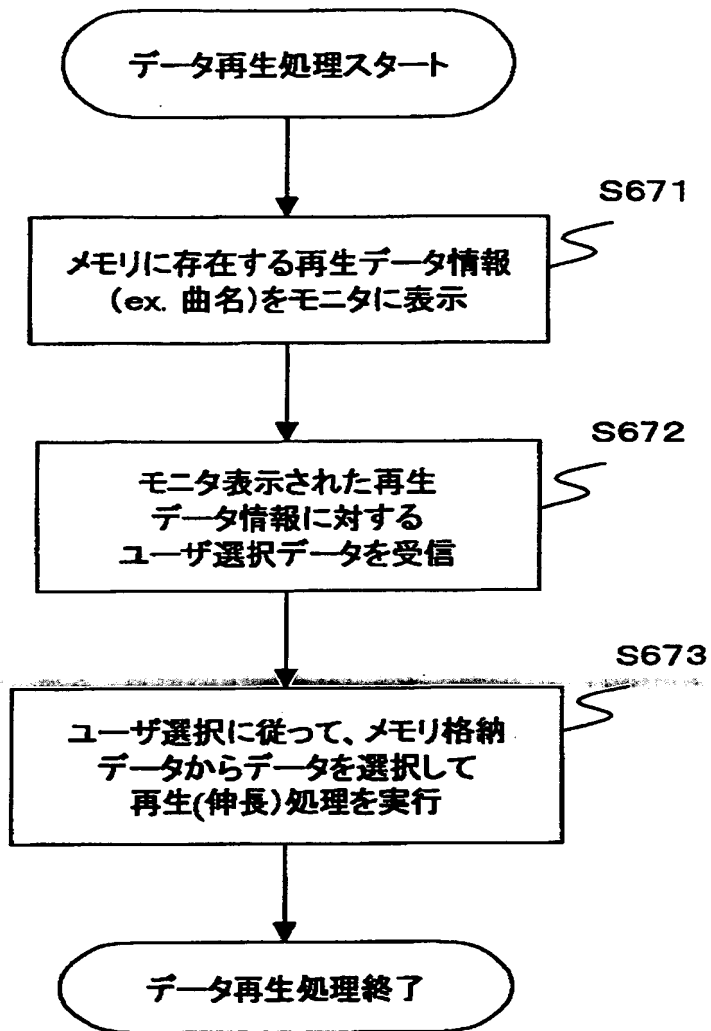 データ再生処理スタート
S671
メモリに存在する再生データ情報
(ex. 曲名)をモニタに表示
S672
モニタ表示された再生
データ情報に対する
ユーザ選択データを受信
S673
ユーザ選択に従って、メモリ格納
データからデータを選択して
再生(伸長)処理を実行
データ再生処理終了